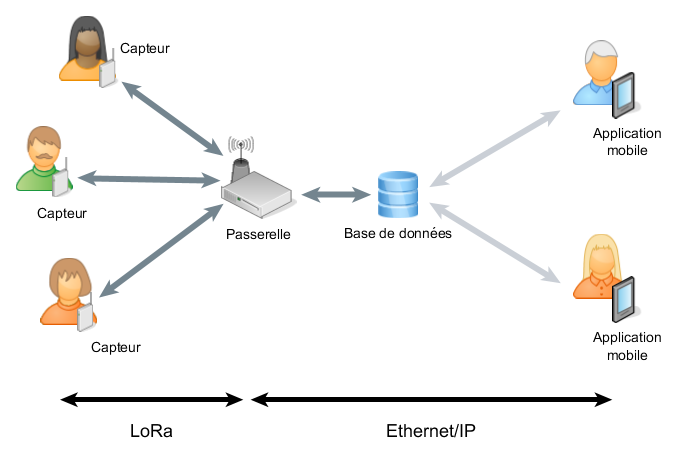 Capteur
Capteur
Capteur
Passerelle
Base de données
Application
mobile
Application
mobile
LoRa
Ethernet/IP